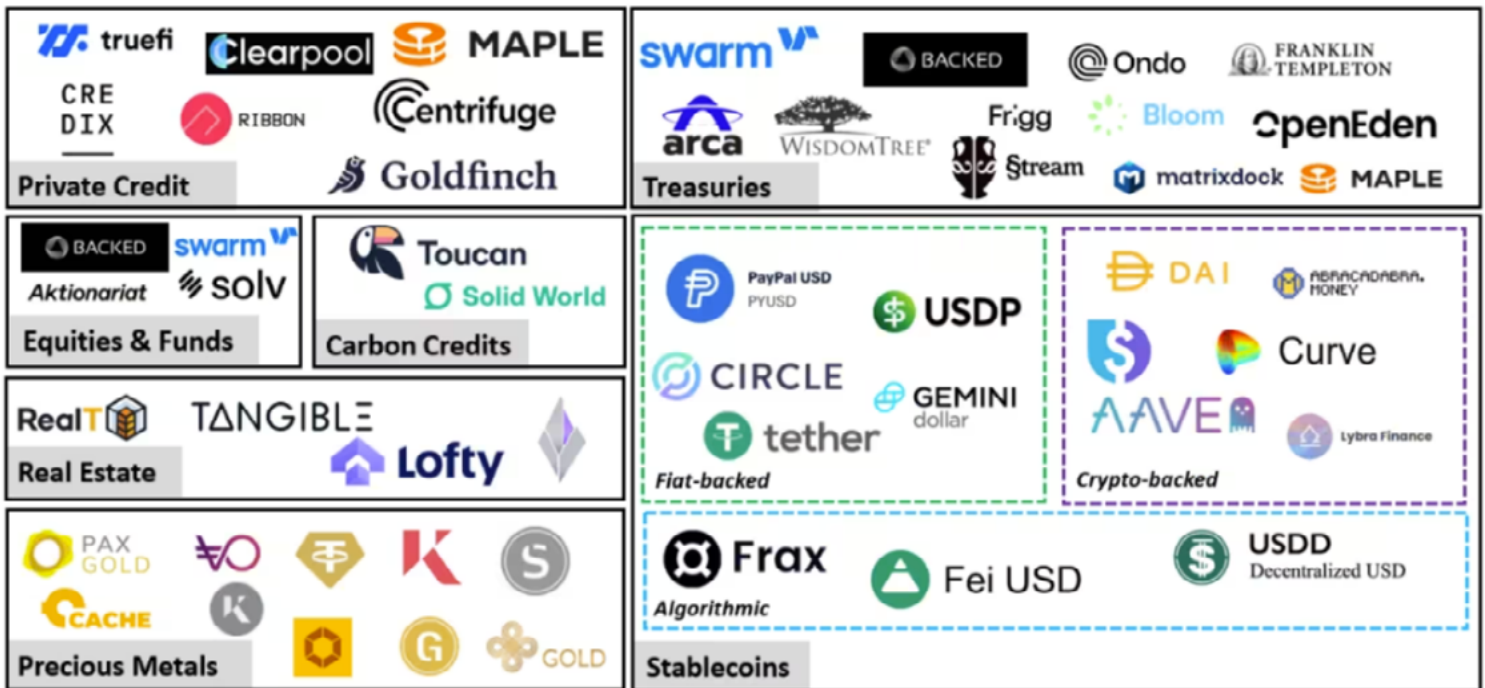 truefi
Clearpool
MAPLE
CRE
DIX
RIBBON
Centrifuge
Goldfinch
Private Credit
swarm
BACKED
Ondo
FRANKLIN
TEMPLETON
arca
WISDOMTREE®
Frigg
Bloom
OpenEden
§tream
matrixdock
MAPLE
Treasuries
BACKED
swarm
Aktionariat
solv
Equities & Funds
Toucan
Solid World
Carbon Credits
RealT
TANGIBLE
Lofty
Real Estate
PAX
GOLD
CACHE
K
K
S
G
GOLD
Precious Metals
PayPal USD
PYUSD
USDP
CIRCLE
GEMINI
dollar
tether
Fiat-backed
DAI
ABRACADABRA.
MONEY
Curve
AAVE
Lybra Finance
Crypto-backed
Frax
Fei USD
USDD
Decentralized USD
Algorithmic
Stablecoins